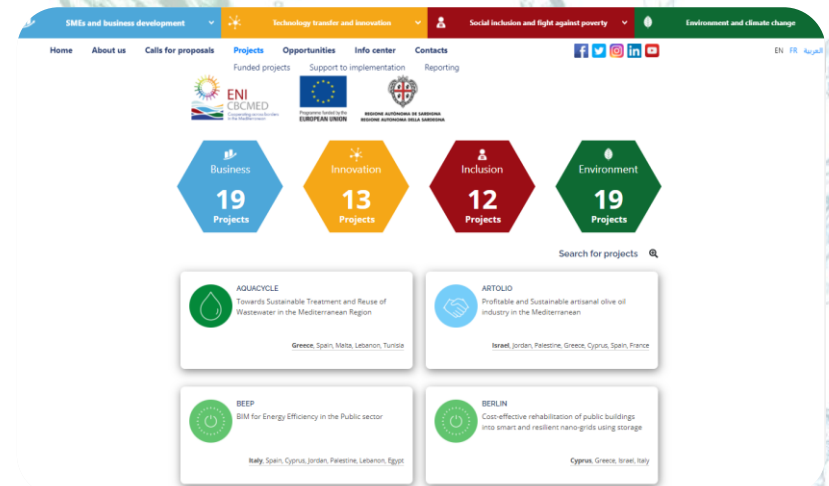 SMEs and business development
Technology transfer and innovation
Social inclusion and fight against poverty
Environment and climate change
Home About us Calls for proposals Projects Opportunities Info center Contacts
EN FR العربية
Funded projects Support to implementation Reporting
ENI
CBCMED
Cooperating across borders
in the Mediterranean
Programme funded by the
EUROPEAN UNION
REGIONE AUTÒNOMA DE SARDIGNA
REGIONE AUTONOMA DELLA SARDEGNA
Business
19
Projects
Innovation
13
Projects
Inclusion
12
Projects
Environment
19
Projects
Search for projects
AQUACYCLE
Towards Sustainable Treatment and Reuse of
Wastewater in the Mediterranean Region
Greece, Spain, Malta, Lebanon, Tunisia
ARTOLIO
Profitable and Sustainable artisanal olive oil
industry in the Mediterranean
Israel, Jordan, Palestine, Greece, Cyprus, Spain, France
BEEP
BIM for Energy Efficiency in the Public sector
Italy, Spain, Cyprus, Jordan, Palestine, Lebanon, Egypt
BERLIN
Cost-effective rehabilitation of public buildings
into smart and resilient nano-grids using storage
Cyprus, Greece, Israel, Italy